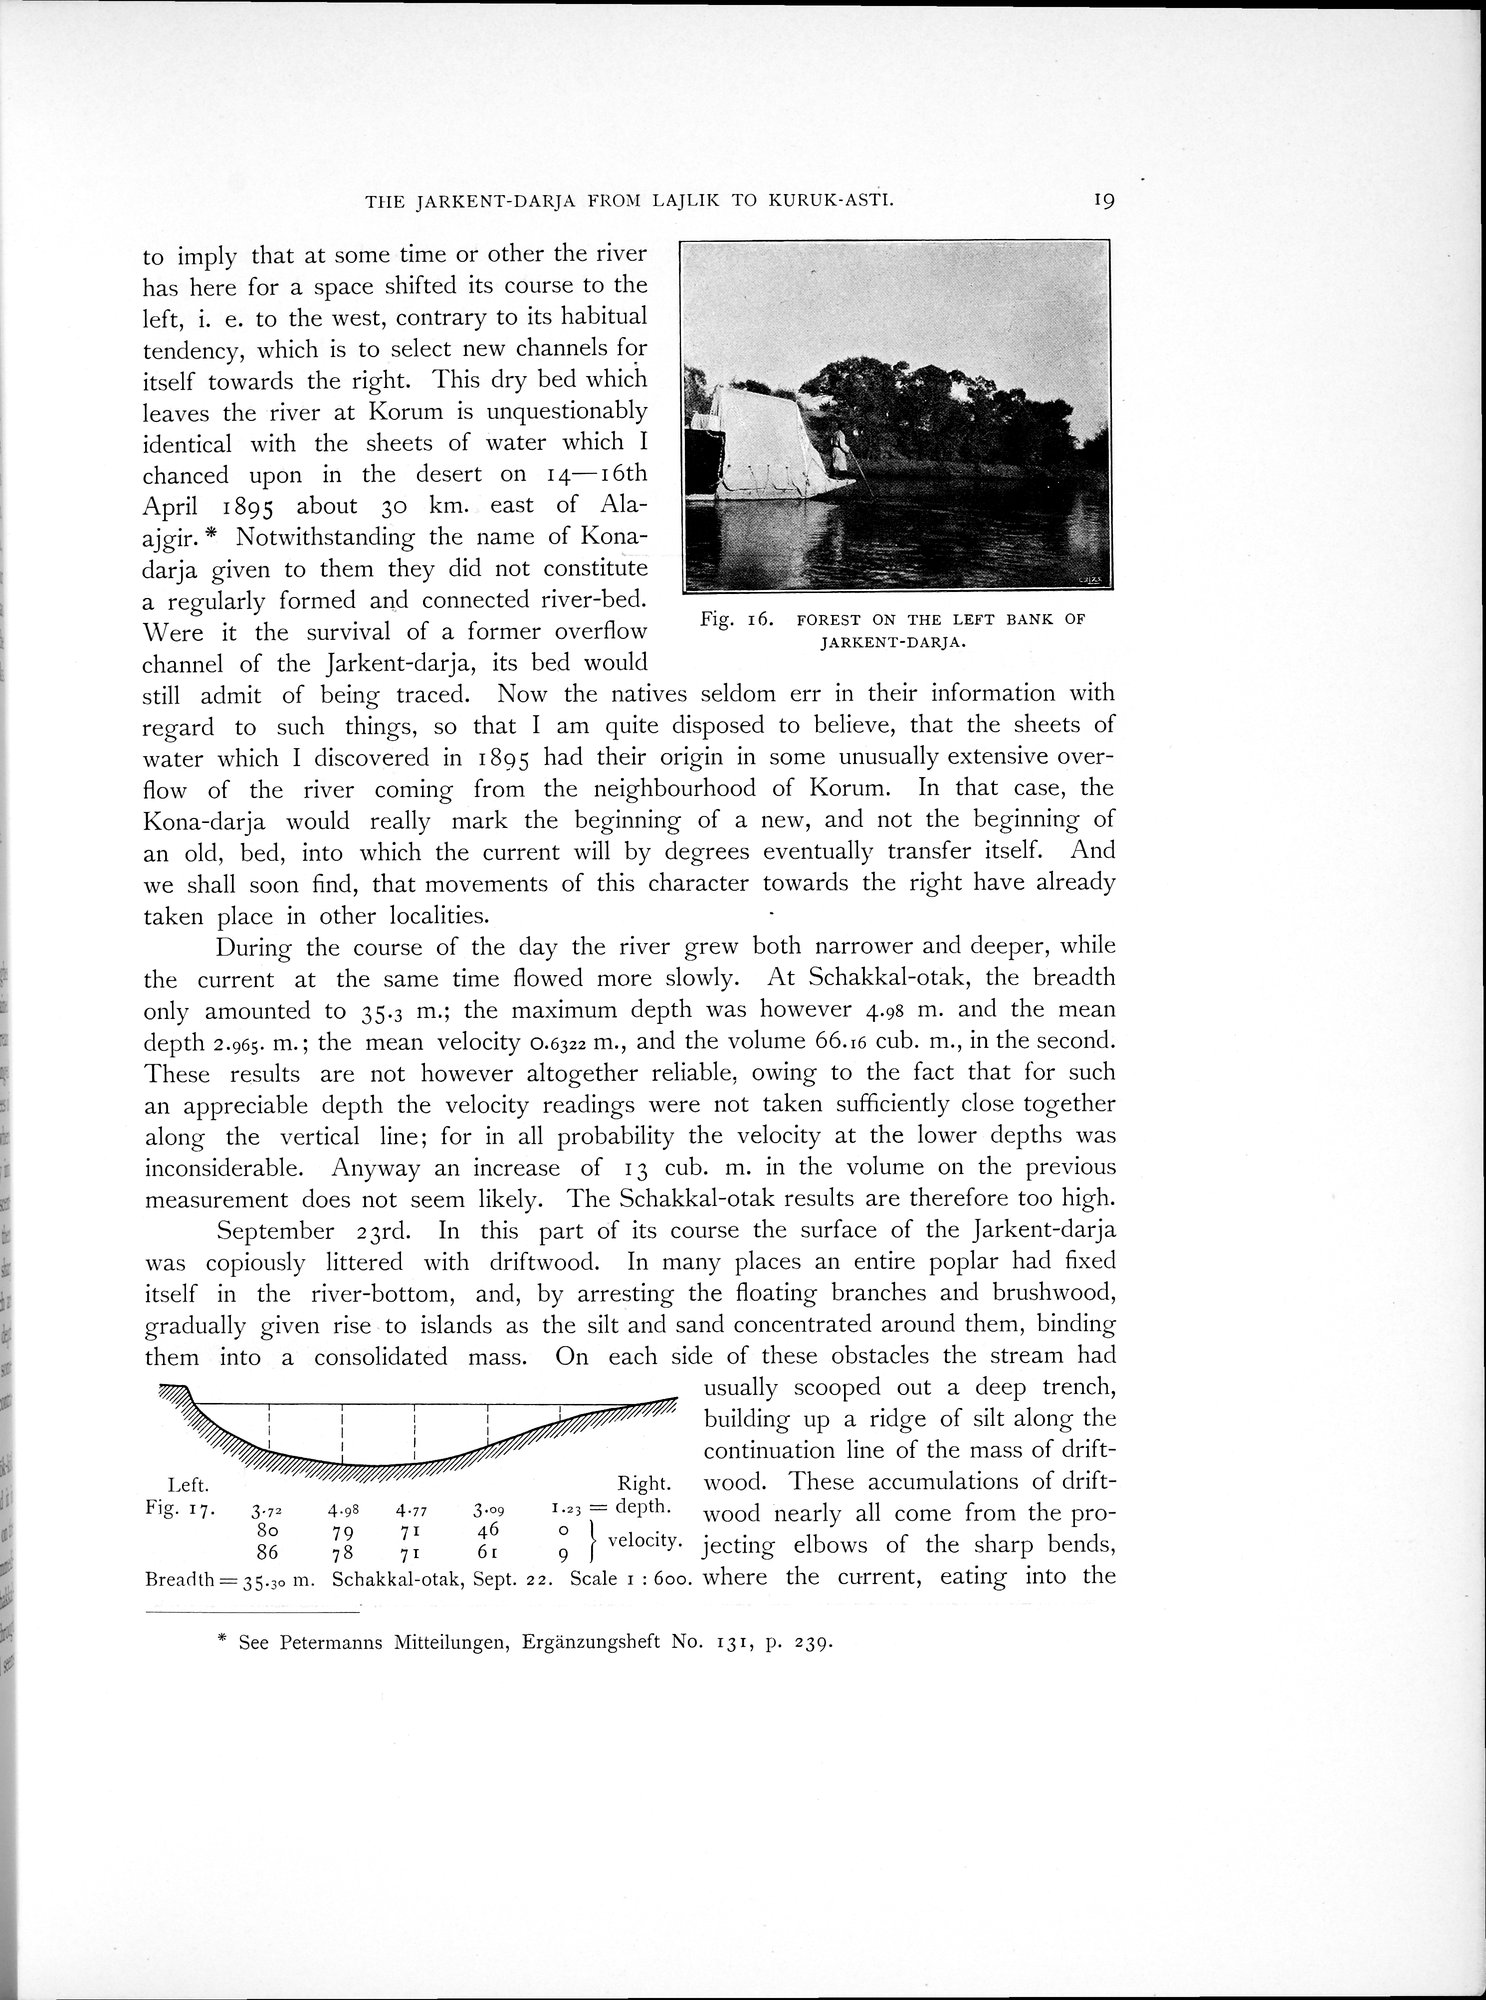 THE JARKENT-DARJA FROM LAJLIK TO KURUK-ASTI. 19
to imply that at some time or other the river
has here for a space shifted its course to the
left, i. e. to the west, contrary to its habitual
tendency, which is to select new channels for
itself towards the right. This dry bed which
leaves the river at Korum is unquestionably
identical with the sheets of water which I
chanced upon in the desert on 14—16th
April 1895 about 30 km. east of Ala-
ajgir. * Notwithstanding the name of Kona-
darja given to them they did not constitute
a regularly formed and connected river-bed.
Were it the survival of a former overflow
channel of the Jarkent-darja, its bed would
Fig. 16. FOREST ON THE LEFT BANK OF
JARKENT-DARJA.
still admit of being traced. Now the natives seldom err in their information with
regard to such things, so that I am quite disposed to believe, that the sheets of
water which I discovered in 1895 had their origin in some unusually extensive over-
flow of the river coming from the neighbourhood of Korum. In that case, the
Kona-darja would really mark the beginning of a new, and not the beginning of
an old, bed, into which the current will by degrees eventually transfer itself. And
we shall soon find, that movements of this character towards the right have already
taken place in other localities.
During the course of the day the river grew both narrower and deeper, while
the current at the same time flowed more slowly. At Schakkal-otak, the breadth
only amounted to 35.3 m.; the maximum depth was however 4.98 m. and the mean
depth 2.965. m.; the mean velocity 0.6322 m., and the volume 66.16 cub. m., in the second.
These results are not however altogether reliable, owing to the fact that for such
an appreciable depth the velocity readings were not taken sufficiently close together
along the vertical line; for in all probability the velocity at the lower depths was
inconsiderable. Anyway an increase of 13 cub. m. in the volume on the previous
measurement does not seem likely. The Schakkal-otak results are therefore too high.
September 23rd. In this part of its course the surface of the Jarkent-darja
was copiously littered with driftwood. In many places an entire poplar had fixed
itself in the river-bottom, and, by arresting the floating branches and brushwood,
gradually given rise to islands as the silt and sand concentrated around them, binding
them into a consolidated mass. On each side of these obstacles the stream had
usually scooped out a deep trench,
building up a ridge of silt along the
continuation line of the mass of drift-
wood. These accumulations of drift-
wood nearly all come from the pro-
jecting elbows of the sharp bends,
where the current, eating into the
Left. Right.
Fig. 17. 3.72 4.98 4.77 3.09 1.23 = depth.
80 79 71 46 0 } velocity.
86 78 71 61 9
Breadth = 35.30 m. Schakkal-otak, Sept. 22. Scale 1 : 600.
* See Petermanns Mitteilungen, Ergänzungsheft No. 131, p. 239.